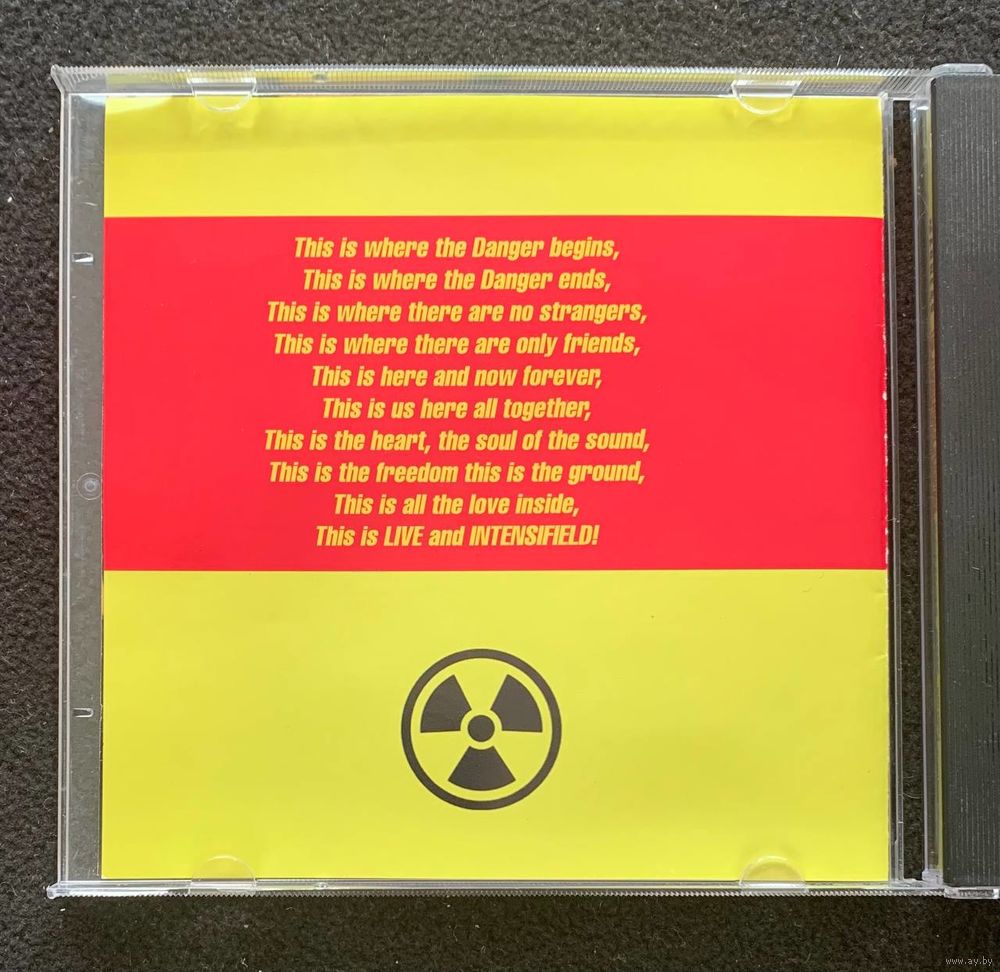 This is where the Danger begins,
This is where the Danger ends,
This is where there are no strangers,
This is where there are only friends,
This is here and now forever,
This is us here all together,
This is the heart, the soul of the sound,
This is the freedom this is the ground,
This is all the love inside,
This is LIVE and INTENSIFIELD!
www.ay.by